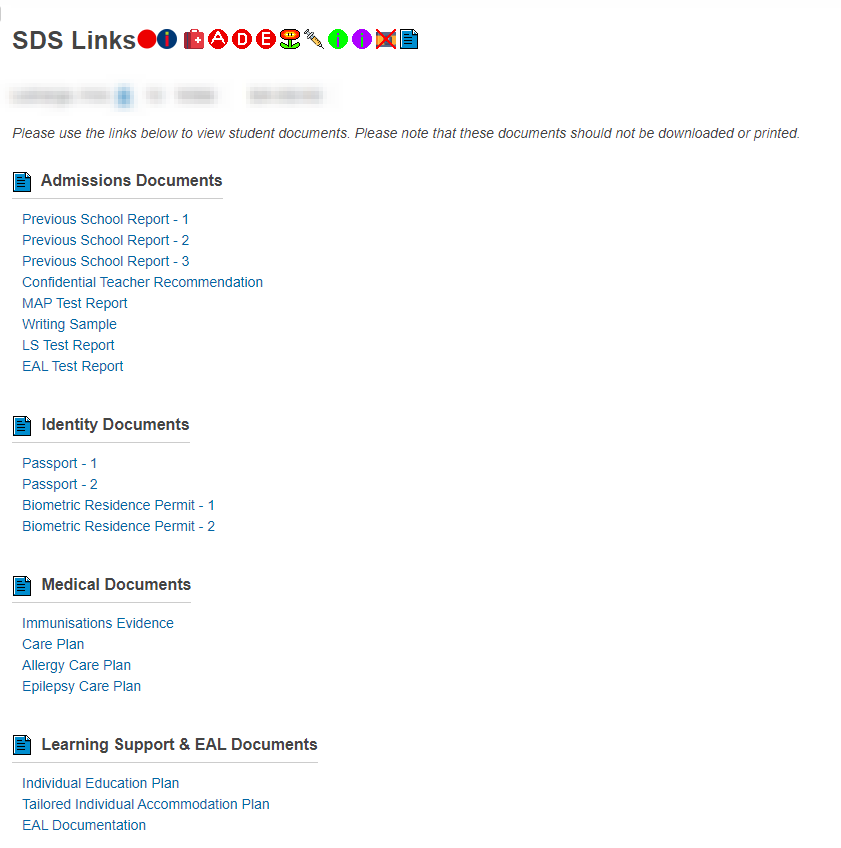 SDS Links i A D E i i
Please use the links below to view student documents. Please note that these documents should not be downloaded or printed.
Admissions Documents
Previous School Report - 1
Previous School Report - 2
Previous School Report - 3
Confidential Teacher Recommendation
MAP Test Report
Writing Sample
LS Test Report
EAL Test Report
Identity Documents
Passport - 1
Passport - 2
Biometric Residence Permit - 1
Biometric Residence Permit - 2
Medical Documents
Immunisations Evidence
Care Plan
Allergy Care Plan
Epilepsy Care Plan
Learning Support & EAL Documents
Individual Education Plan
Tailored Individual Accommodation Plan
EAL Documentation